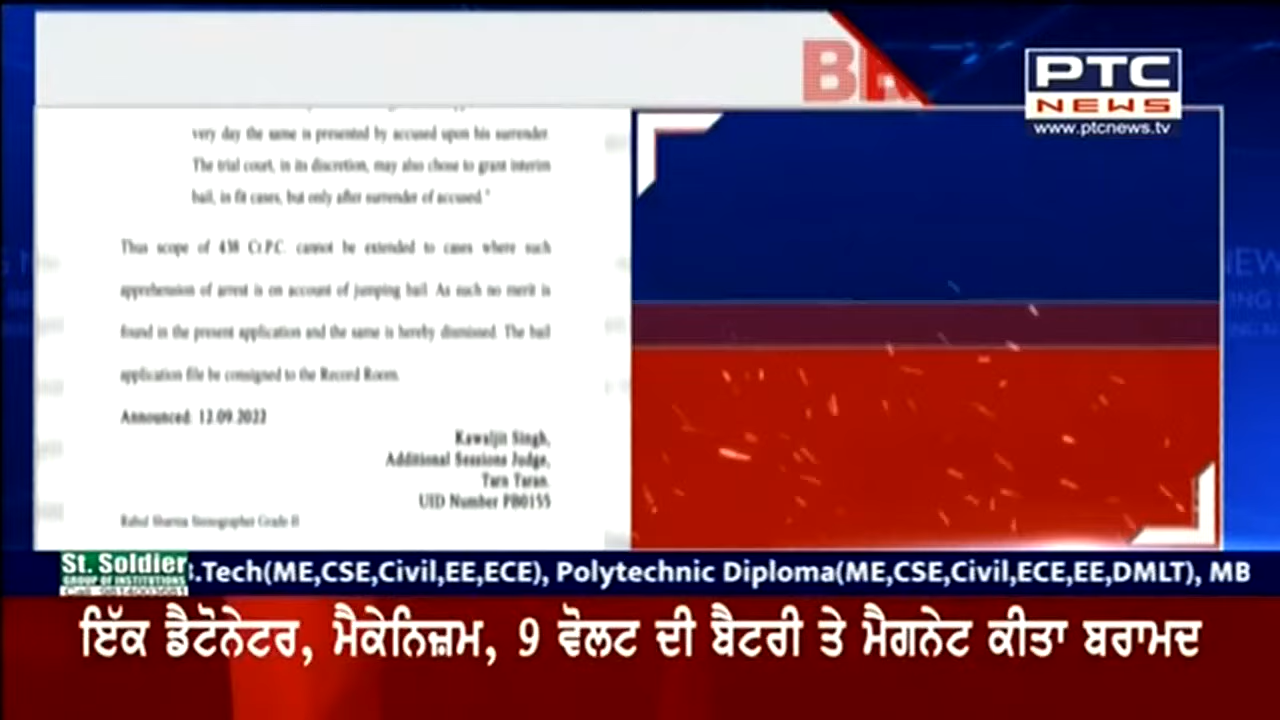 BR
PTC
NEWS
www.ptcnews.tv
very day the same is presented by accused upon his surrender.
The trial court, in its discretion, may also chose to grant interim
bail, in fit cases, but only after surrender of accused."
Thus scope of 438 Cr.P.C. cannot be extended to cases where such
apprehension of arrest is on account of jumping bail. As such no merit is
found in the present application and the same is hereby dismissed. The bail
application file be consigned to the Record Room.
Announced: 12.09.2022
Kawaljit Singh,
Additional Sessions Judge,
Tarn Taran.
UID Number PB0155
Rahul Sharma Stenographer Grade II
St. Soldier
GROUP OF INSTITUTIONS
B.Tech(ME,CSE,Civil,EE,ECE), Polytechnic Diploma(ME,CSE,Civil,ECE,EE,DMLT), MB
ਇੱਕ ਡੈਟੋਨੇਟਰ, ਮੈਕੇਨਿਜ਼ਮ, 9 ਵੋਲਟ ਦੀ ਬੈਟਰੀ ਤੇ ਮੈਗਨੇਟ ਕੀਤਾ ਬਰਾਮਦ